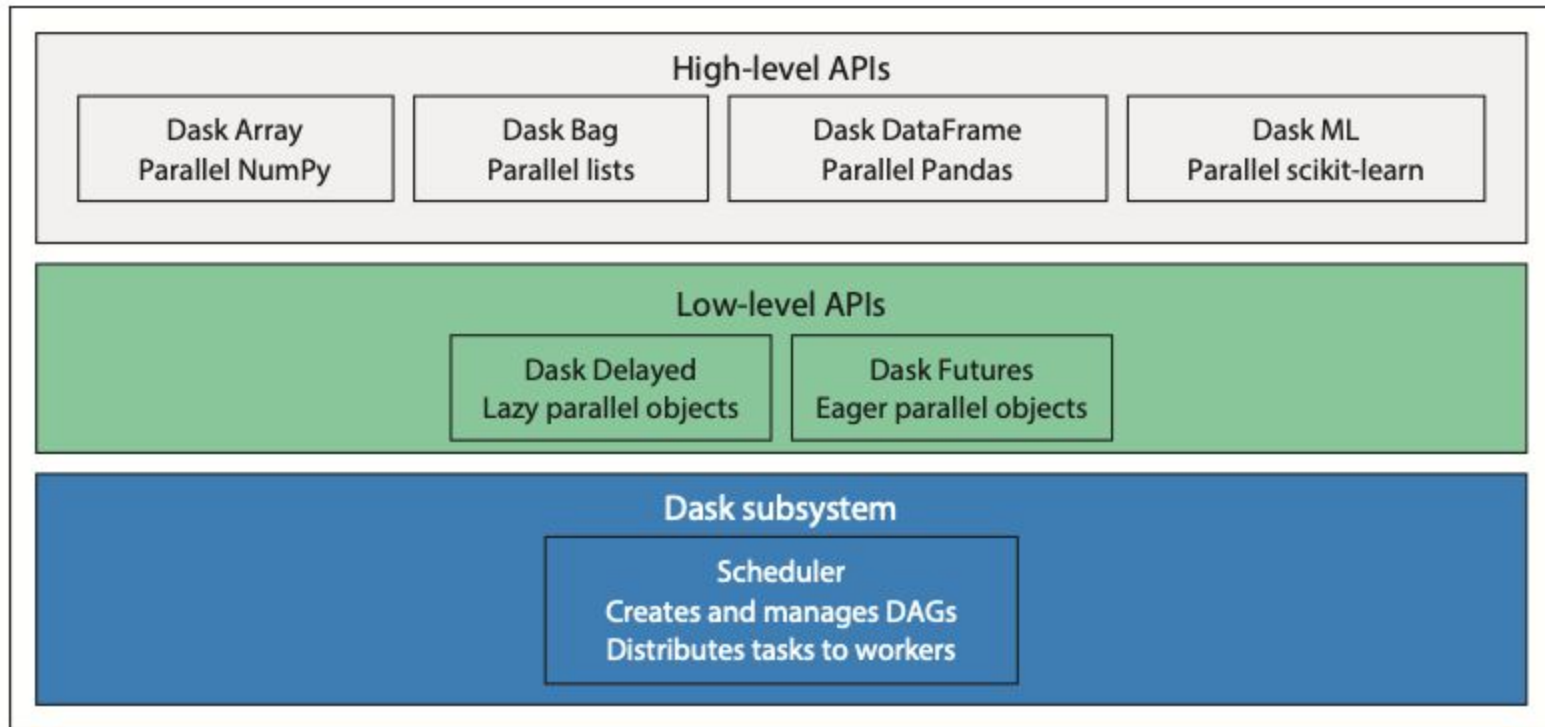 High-level APIs
Dask Array
Parallel NumPy
Dask Bag
Parallel lists
Dask DataFrame
Parallel Pandas
Dask ML
Parallel scikit-learn
Low-level APIs
Dask Delayed
Lazy parallel objects
Dask Futures
Eager parallel objects
Dask subsystem
Scheduler
Creates and manages DAGs
Distributes tasks to workers